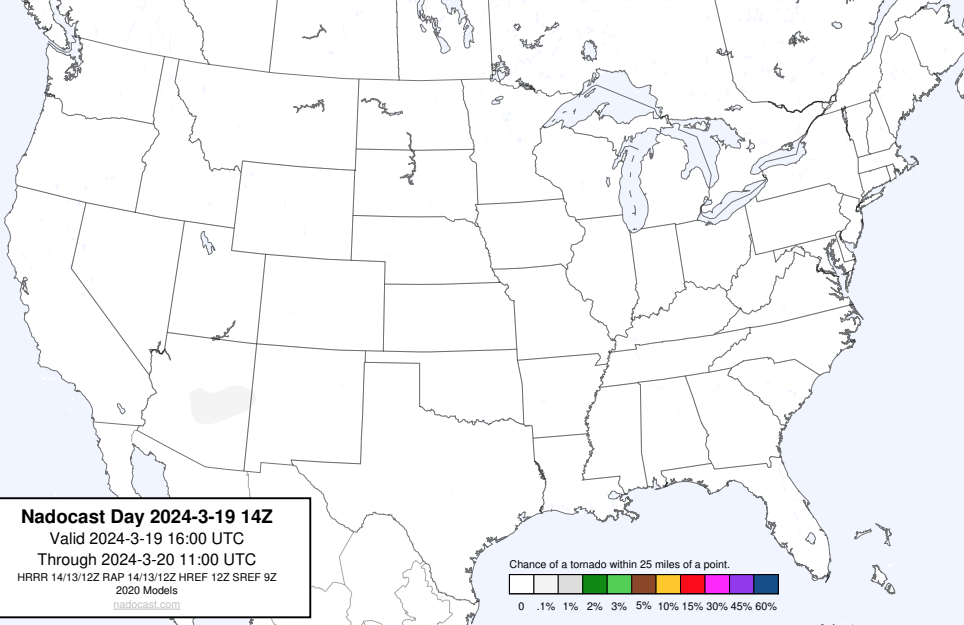 Nadocast Day 2024-3-19 14Z
Valid 2024-3-19 16:00 UTC
Through 2024-3-20 11:00 UTC
HRRR 14/13/12Z RAP 14/13/12Z HREF 12Z SREF 9Z
2020 Models
nadocast.com
Chance of a tornado within 25 miles of a point.
0 .1% 1% 2% 3% 5% 10% 15% 30% 45% 60%